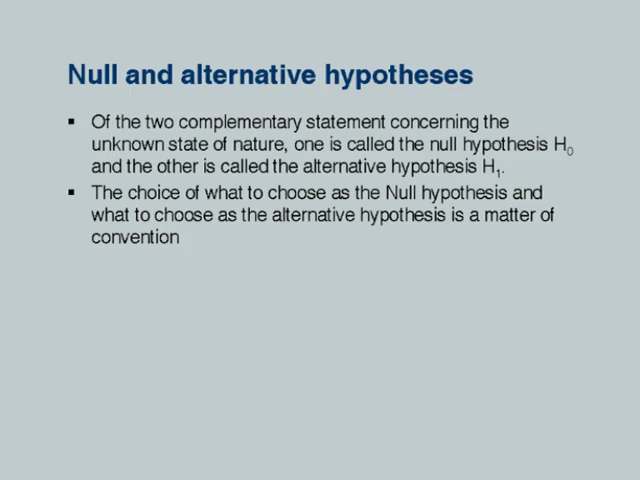 Null and alternative hypotheses
▪ Of the two complementary statement concerning the
unknown state of nature, one is called the null hypothesis H₀
and the other is called the alternative hypothesis H₁.
▪ The choice of what to choose as the Null hypothesis and
what to choose as the alternative hypothesis is a matter of
convention